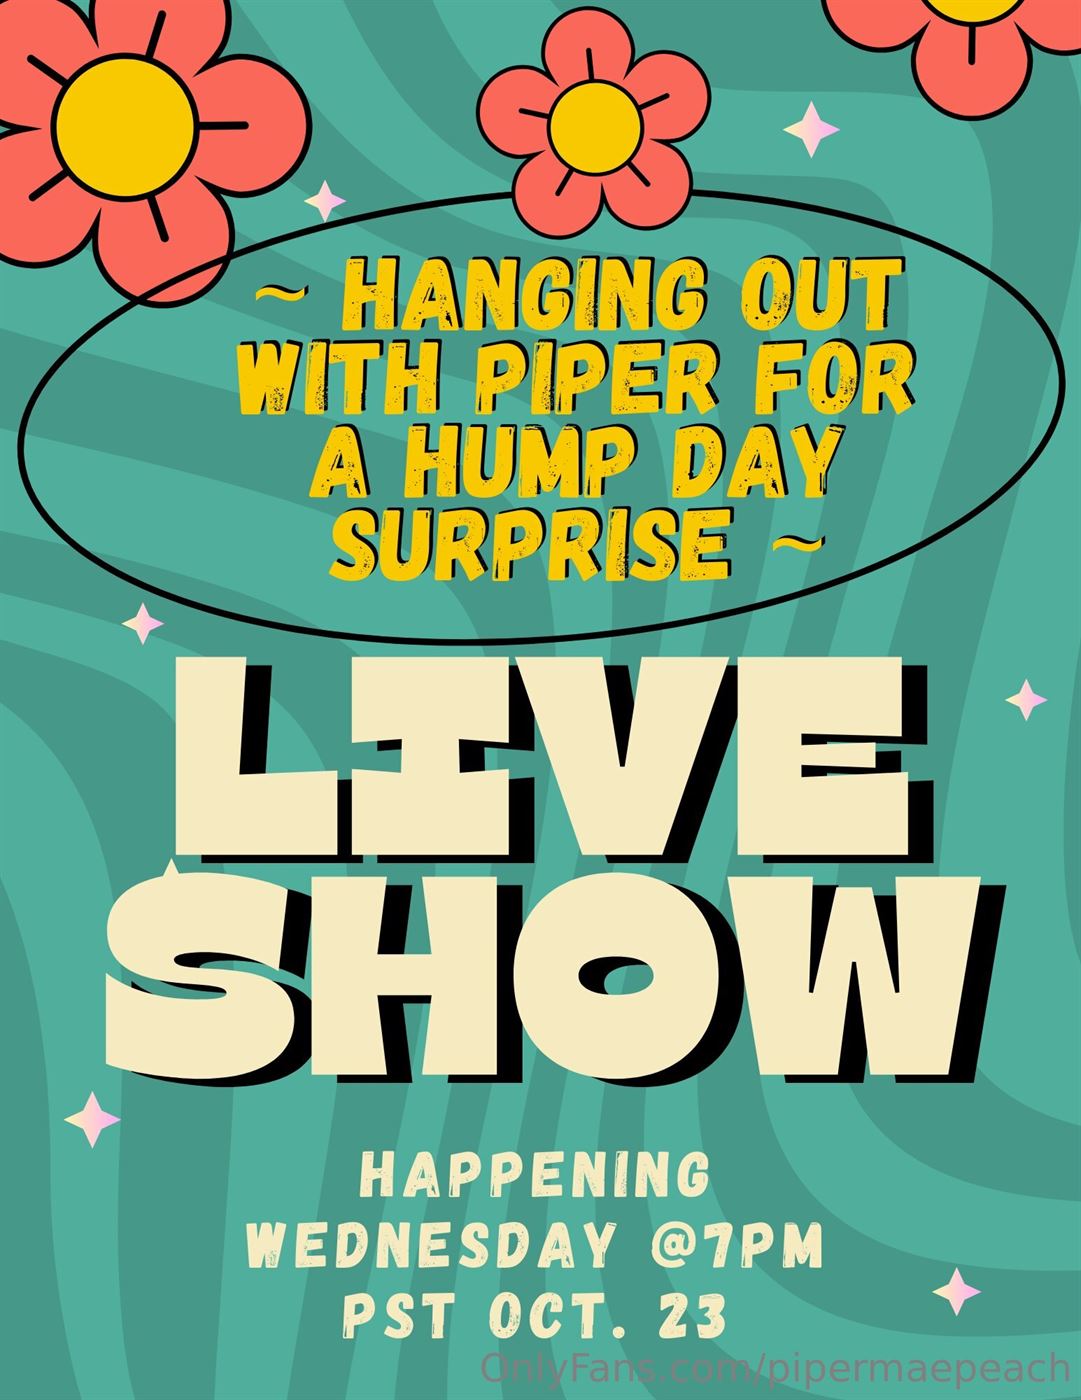 ~ HANGING OUT
WITH PIPER FOR
A HUMP DAY
SURPRISE ~
LIVE
SHOW
HAPPENING
WEDNESDAY @7PM
PST OCT. 23
OnlyFans.com/pipermaepeach